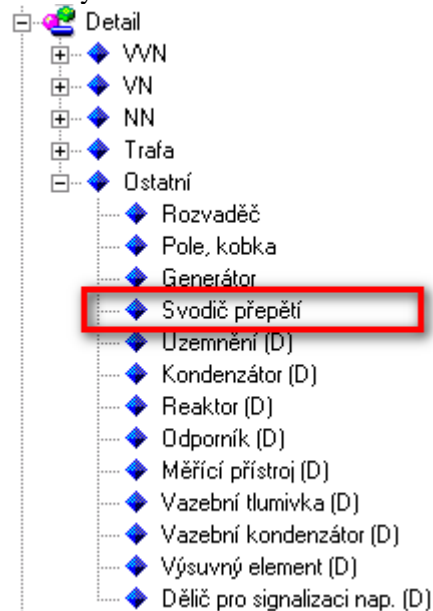 Detail
VVN
VN
NN
Trafa
Ostatní
Rozvaděč
Pole, kobka
Generátor
Svodič přepětí
Uzemnění (D)
Kondenzátor (D)
Reaktor (D)
Odporník (D)
Měřící přístroj (D)
Vazební tlumivka (D)
Vazební kondenzátor (D)
Výsuvný element (D)
Dělič pro signalizaci nap. (D)